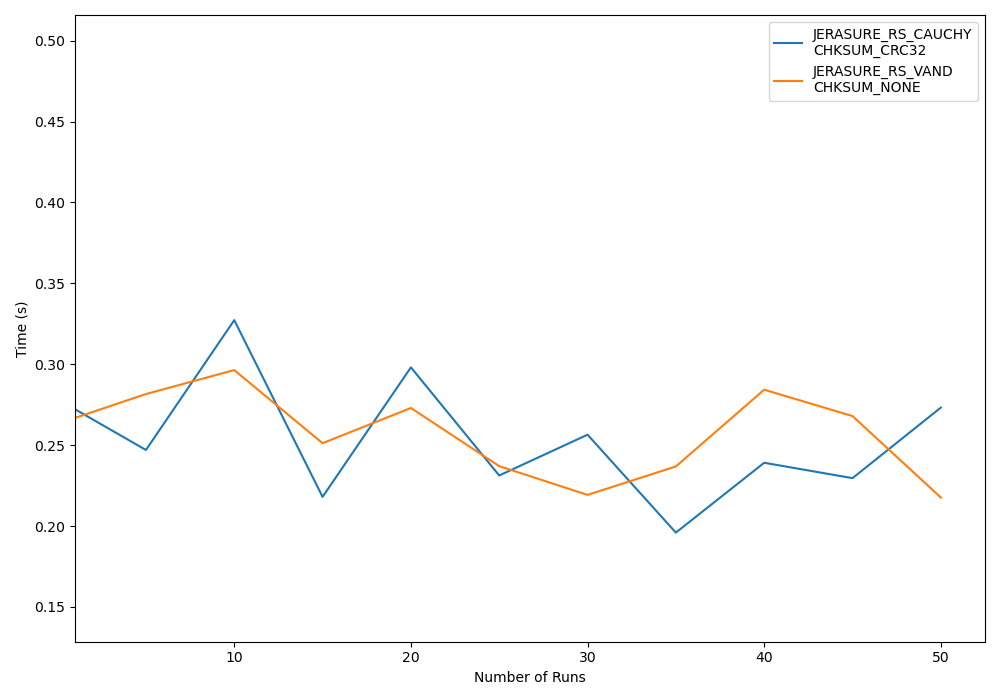 0.50
0.45
0.40
0.35
0.30
0.25
0.20
0.15
Time (s)
JERASURE_RS_CAUCHY
CHKSUM_CRC32
JERASURE_RS_VAND
CHKSUM_NONE
10
20
30
40
50
Number of Runs